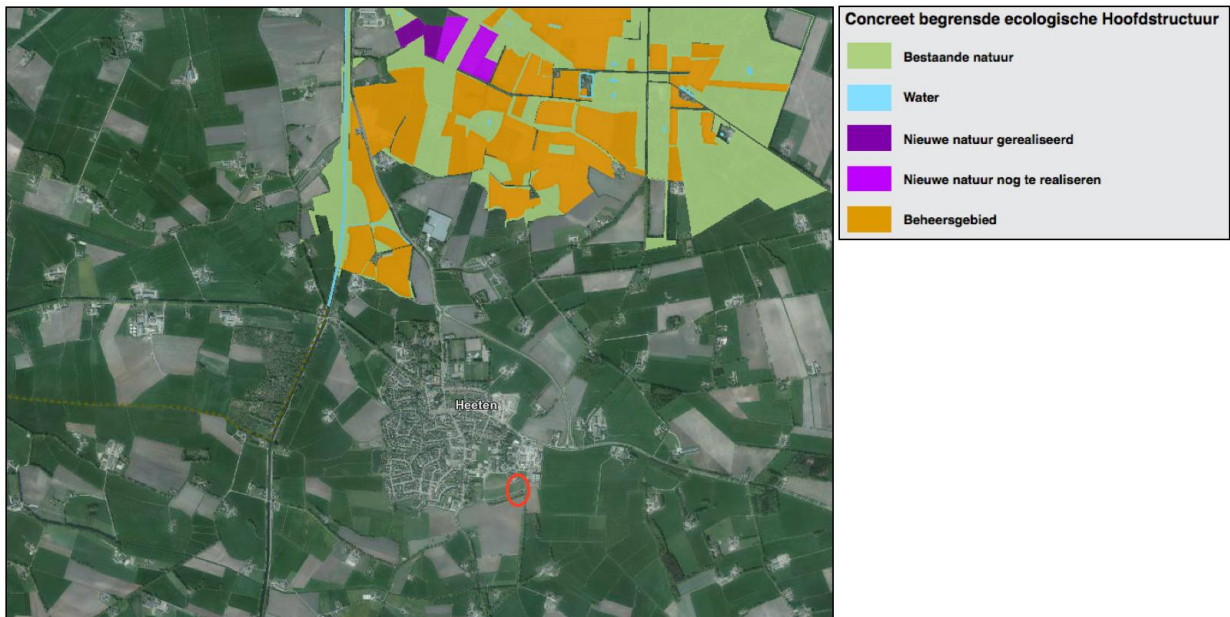 Concreet begrensde ecologische Hoofdstructuur
Bestaande natuur
Water
Nieuwe natuur gerealiseerd
Nieuwe natuur nog te realiseren
Beheersgebied
Heeten